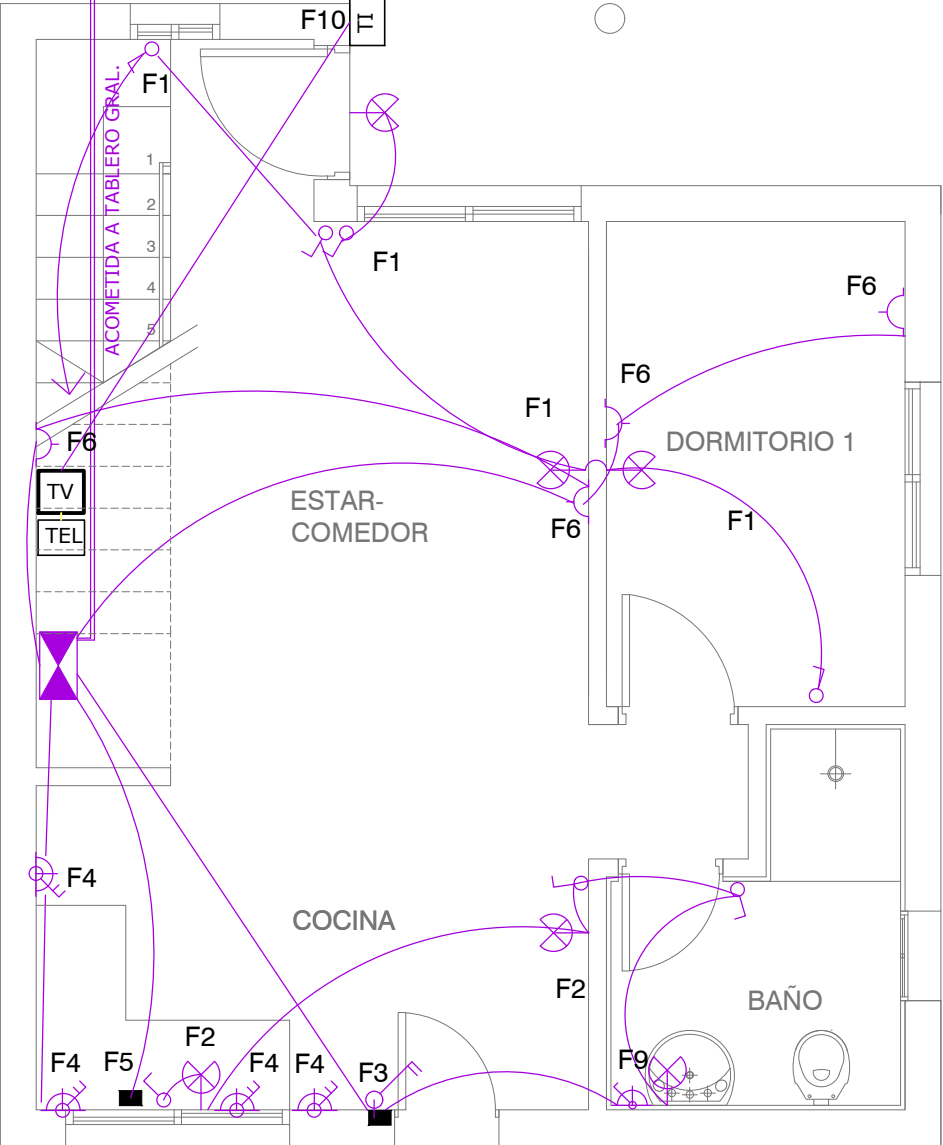 F10
TI
F1
ACOMETIDA A TABLERO GRAL.
1
2
3
4
5
F1
F6
F6
F1
F6
DORMITORIO 1
TV
TEL
ESTAR-
COMEDOR
F6
F1
F4
COCINA
F2
BAÑO
F4
F5
F2
F4
F4
F3
F9